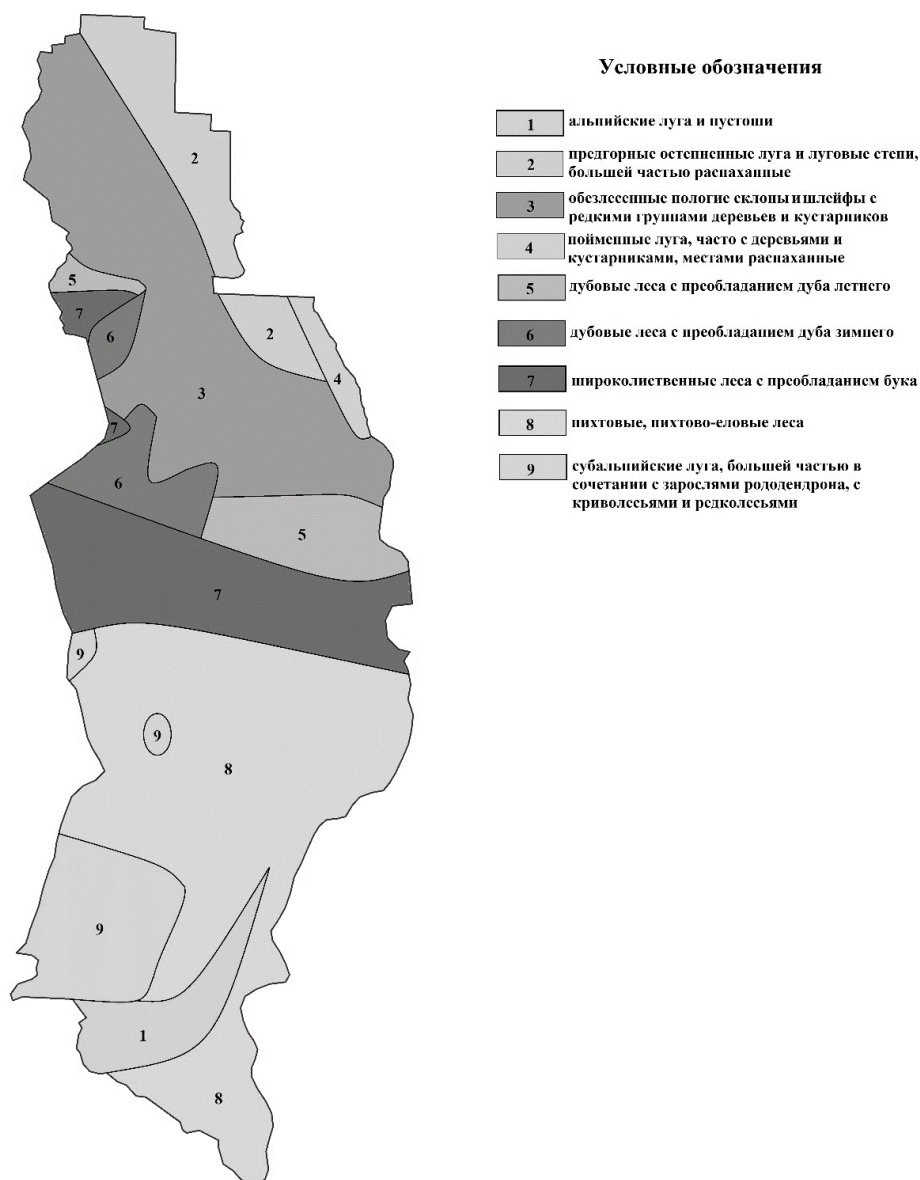 Условные обозначения
1 альпийские луга и пустоши
2 предгорные остепненные луга и луговые степи,
большей частью распаханные
3 обезлесенные пологие склоны и шлейфы с
редкими группами деревьев и кустарников
4 пойменные луга, часто с деревьями и
кустарниками, местами распаханные
5 дубовые леса с преобладанием дуба летнего
6 дубовые леса с преобладанием дуба зимнего
7 широколиственные леса с преобладанием бука
8 пихтовые, пихтово-еловые леса
9 субальпийские луга, большей частью в
сочетании с зарослями рододендрона, с
криволесьями и редколесьями
2
5
7
6
2
4
3
7
6
5
7
9
9
8
9
1
8